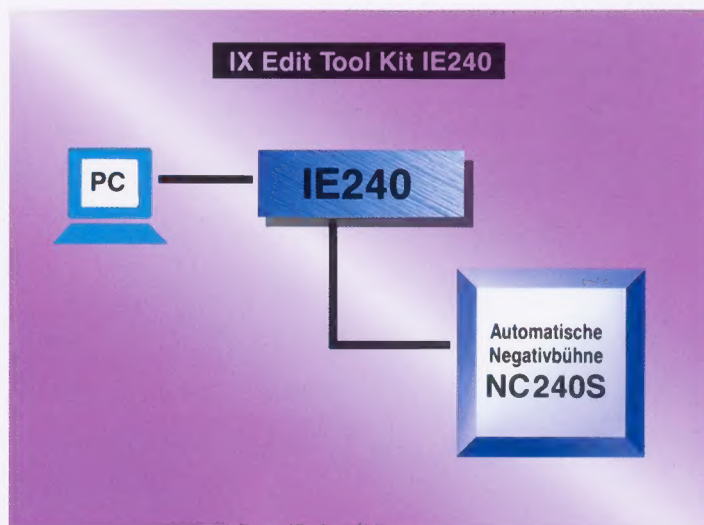 IX Edit Tool Kit IE240
PC
IE240
Automatische
Negativbühne
NC240S